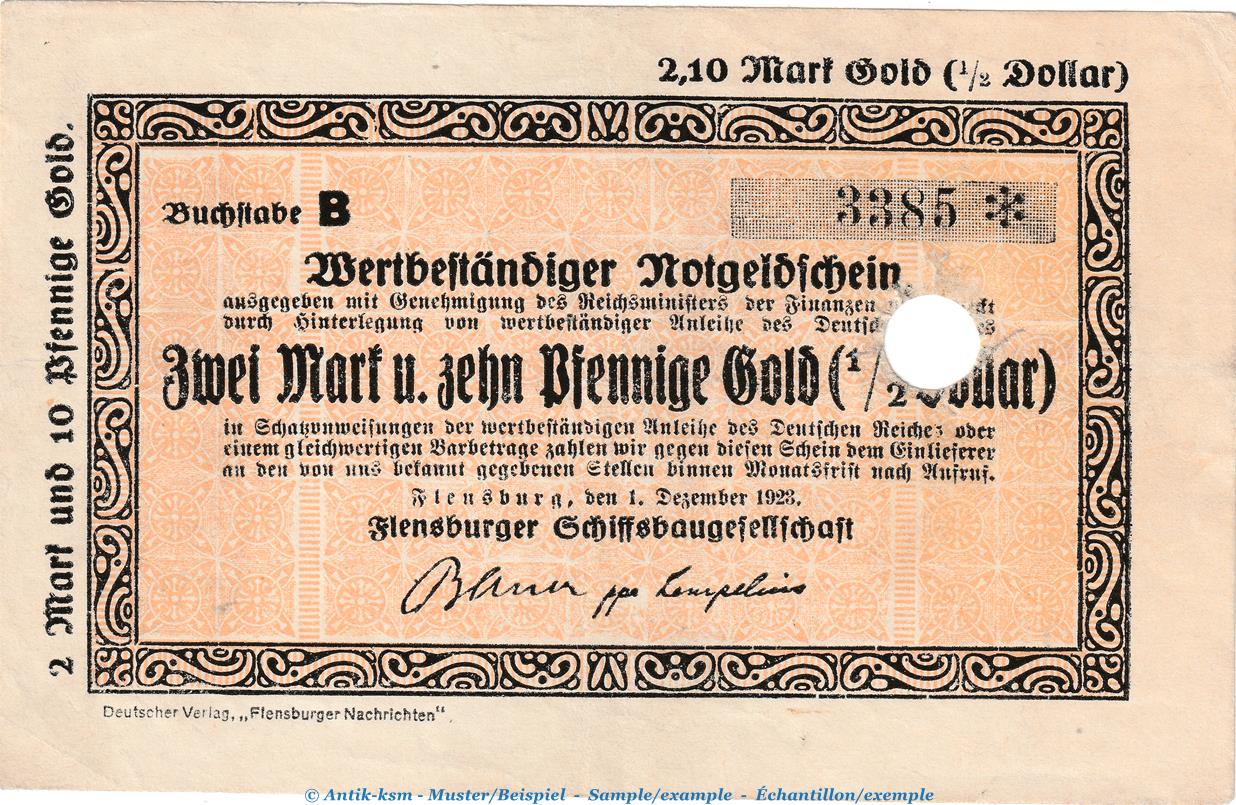 2,10 Mark Gold (1/2 Dollar)
2 Mark und 10 Pfennige Gold.
Buchstabe B
3385 *
Wertbeständiger Notgeldschein,
ausgegeben mit Genehmigung des Reichsministers der Finanzen
durch Hinterlegung von wertbeständiger Anleihe des
Zwei Mark u. zehn Pfennige Gold (1/2 Dollar)
in Schatzonweisungen der wertbeständigen Anleihe des Deutschen Reiches oder
einem gleichwertigen Barbetrage zahlen wir gegen diesen Schein dem Einlieferer
an den von uns bekannt gegebenen Stellen binnen Monatsfrist nach Aufruf.
Flensburg, den 1. Dezember 1923.
Flensburger Schiffsbaugesellschaft
ppa
Deutscher Verlag, „Flensburger Nachrichten“
© Antik-ksm - Muster/Beispiel - Sample/example - Échantillon/exemple